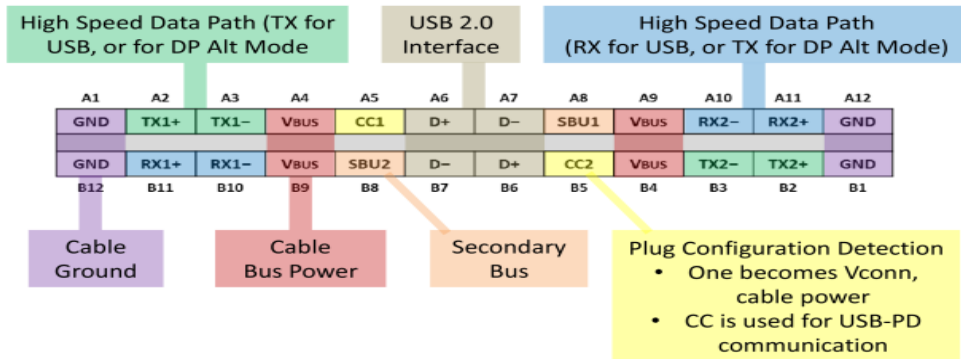 High Speed Data Path (TX for
USB, or for DP Alt Mode
USB 2.0
Interface
High Speed Data Path
(RX for USB, or TX for DP Alt Mode)
A1 A2 A3 A4 A5 A6 A7 A8 A9 A10 A11 A12
GND TX1+ TX1− VBUS CC1 D+ D− SBU1 VBUS RX2− RX2+ GND
GND RX1+ RX1− VBUS SBU2 D− D+ CC2 VBUS TX2− TX2+ GND
B12 B11 B10 B9 B8 B7 B6 B5 B4 B3 B2 B1
Cable
Ground
Cable
Bus Power
Secondary
Bus
Plug Configuration Detection
• One becomes Vconn,
cable power
• CC is used for USB-PD
communication